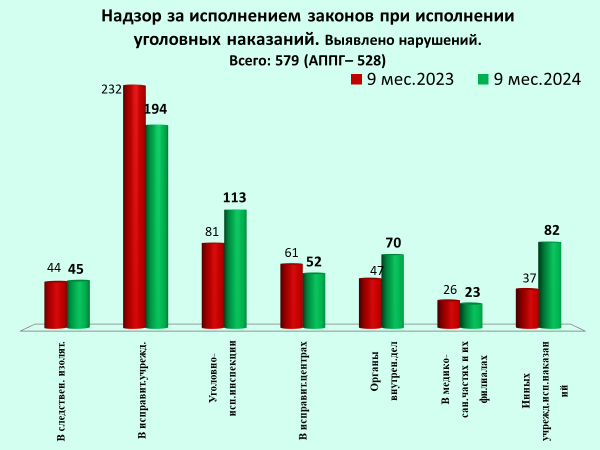 Надзор за исполнением законов при исполнении
уголовных наказаний. Выявлено нарушений.
Всего: 579 (АППГ– 528)
9 мес.2023
9 мес.2024
44
45
232
194
81
113
61
52
47
70
26
23
37
82
В следствен. изолят.
В исправит.учрежд.
Уголовно-
исп.инспекции
В исправит.центрах
Органы
внутрен.дел
В медико-
сан.частях и их
филиалах
Инных
учрежд.исп.наказан
ий